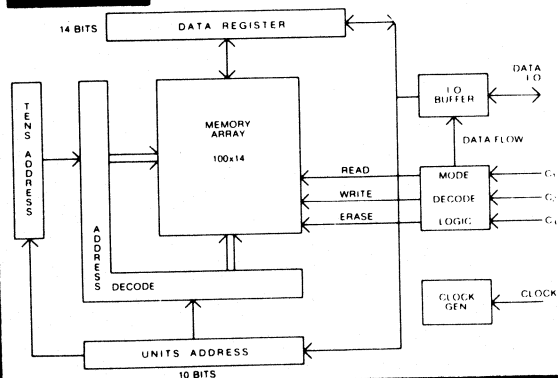 14 BITS
DATA REGISTER
TENS ADDRESS
MEMORY
ARRAY
100x14
ADDRESS
DECODE
I/O
BUFFER
DATA
I/O
DATA FLOW
READ
WRITE
ERASE
MODE
DECODE
LOGIC
CLOCK
GEN
CLOCK
UNITS ADDRESS
10 BITS